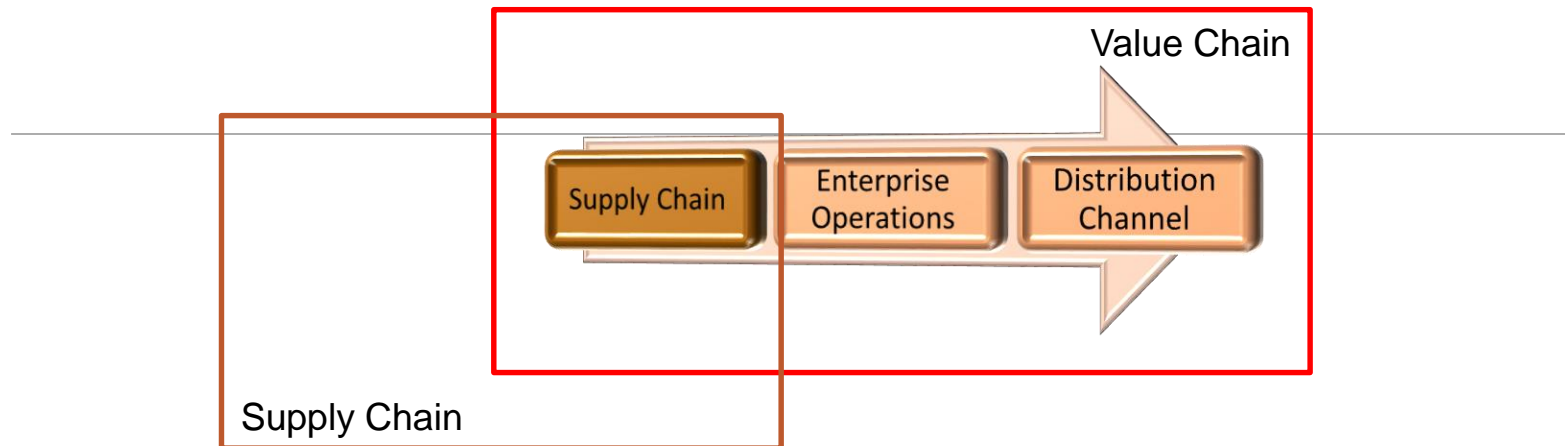 Value Chain
Supply Chain
Enterprise
Operations
Distribution
Channel
Supply Chain